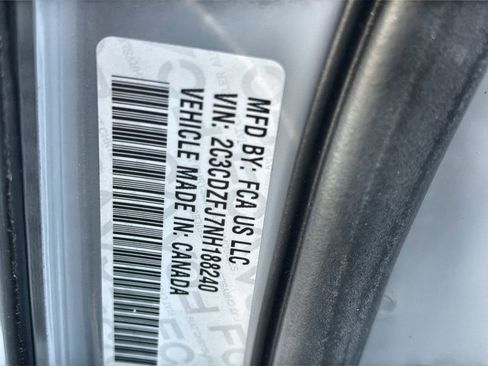 MFD BY: FCA US LLC
VIN: 2C3CDZFJ7NH188240
VEHICLE MADE IN: CANADA